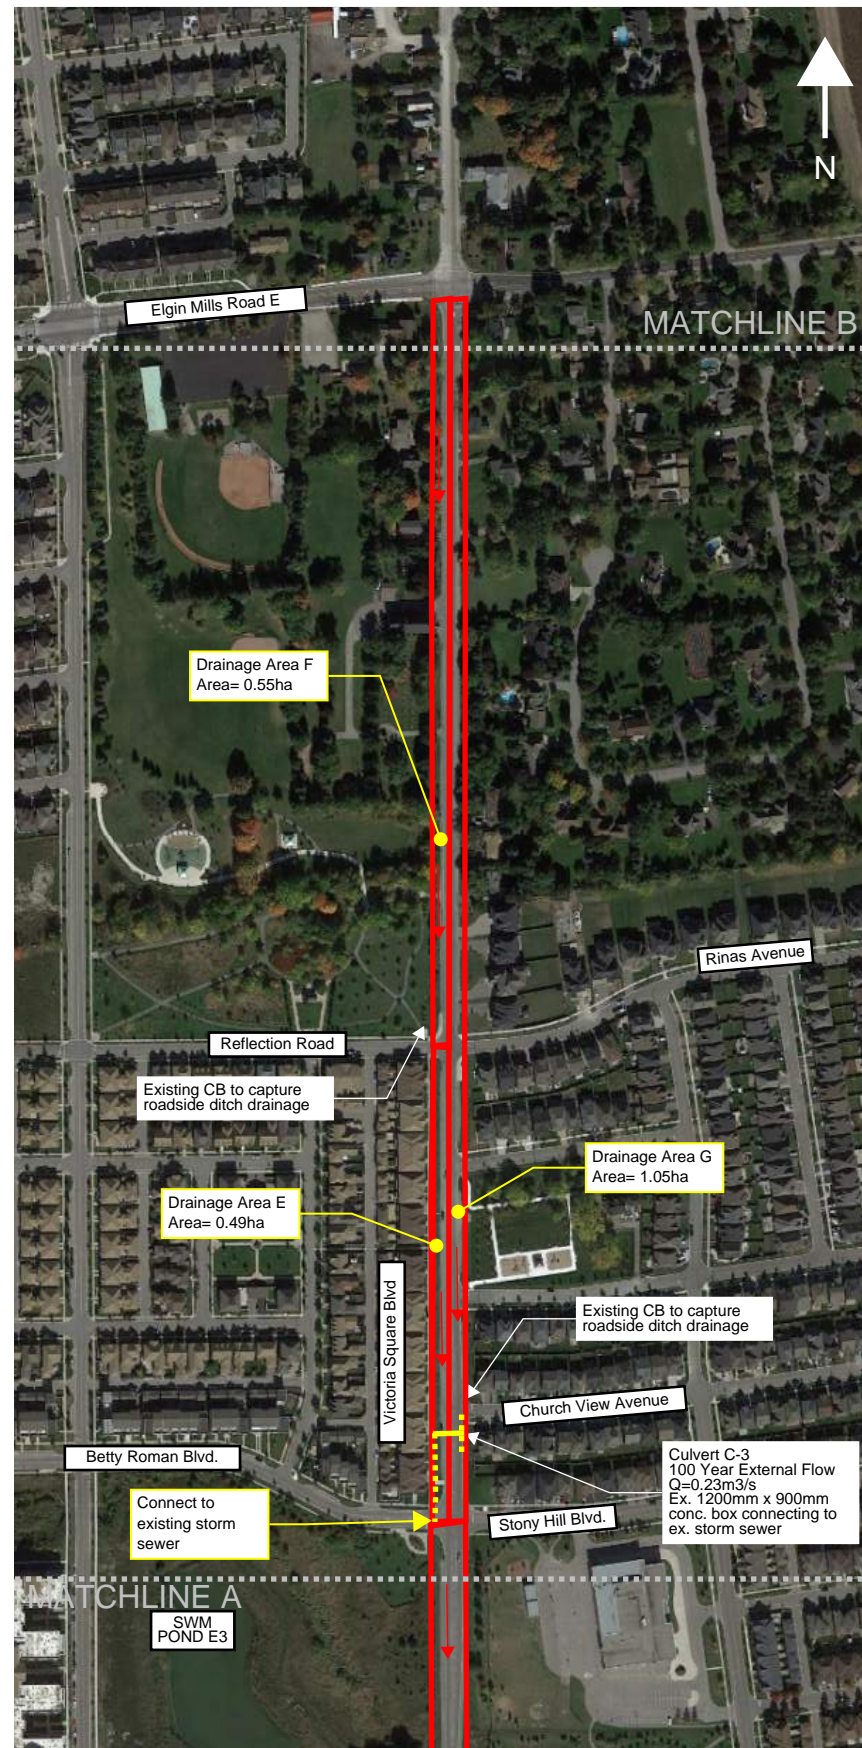 N
Elgin Mills Road E
MATCHLINE B
Drainage Area F
Area= 0.55ha
Rinas Avenue
Reflection Road
Existing CB to capture
roadside ditch drainage
Drainage Area G
Area= 1.05ha
Drainage Area E
Area= 0.49ha
Victoria Square Blvd
Existing CB to capture
roadside ditch drainage
Church View Avenue
Betty Roman Blvd.
Culvert C-3
100 Year External Flow
Q=0.23m3/s
Ex. 1200mm x 900mm
conc. box connecting to
ex. storm sewer
Connect to
existing storm
sewer
Stony Hill Blvd.
MATCHLINE A
SWM
POND E3